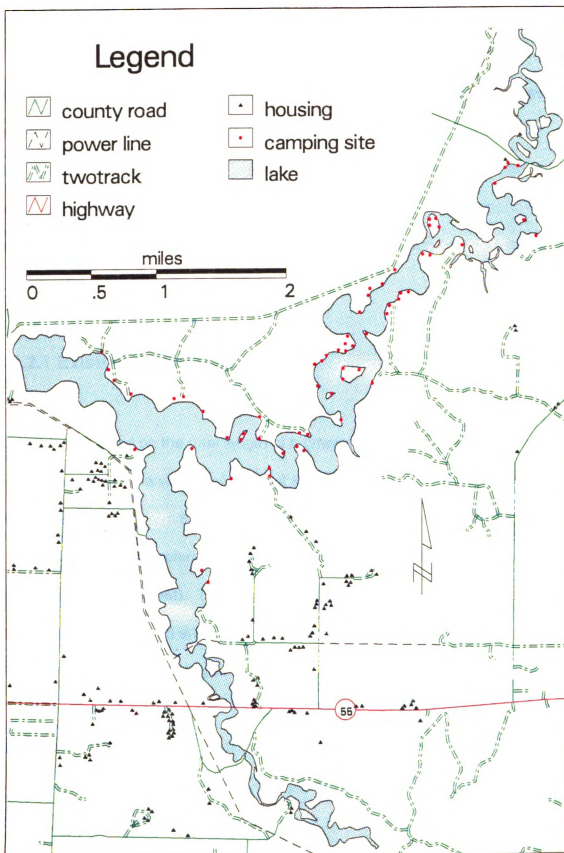 Legend
county road
power line
twotrack
highway
housing
camping site
lake
miles
0 .5 1 2
55
N